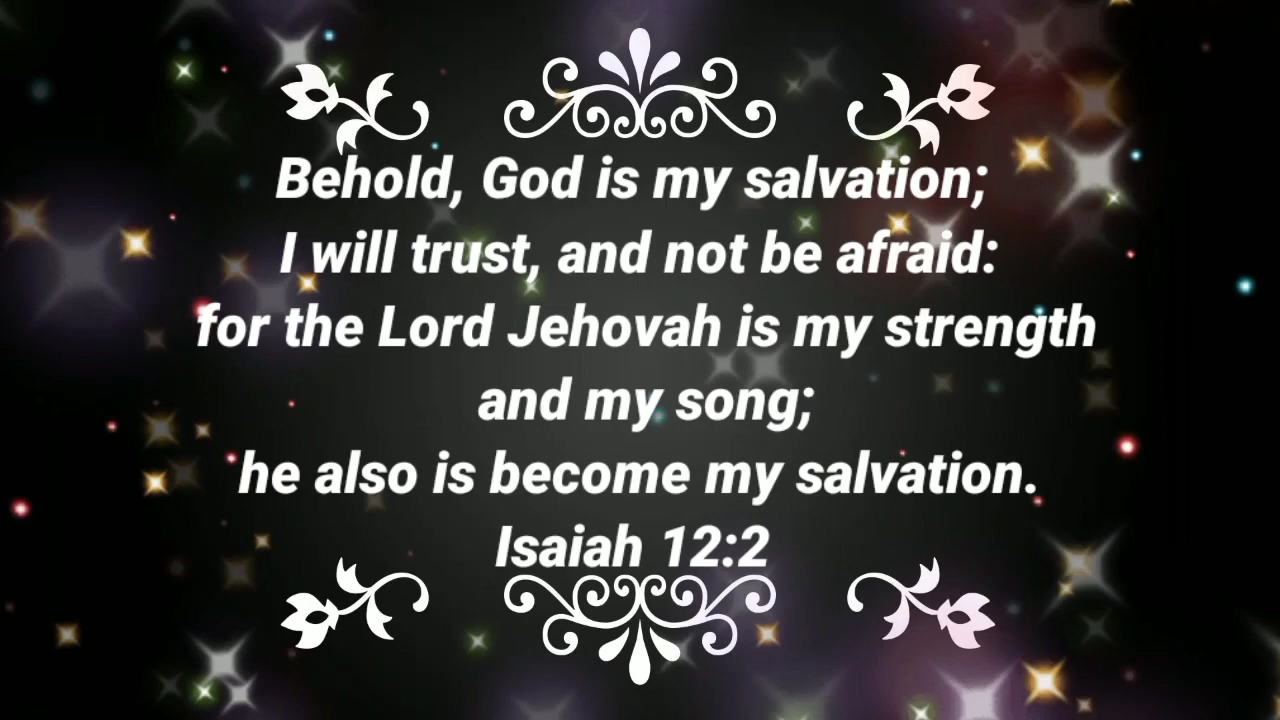 Behold, God is my salvation;
I will trust, and not be afraid:
for the Lord Jehovah is my strength
and my song;
he also is become my salvation.
Isaiah 12:2